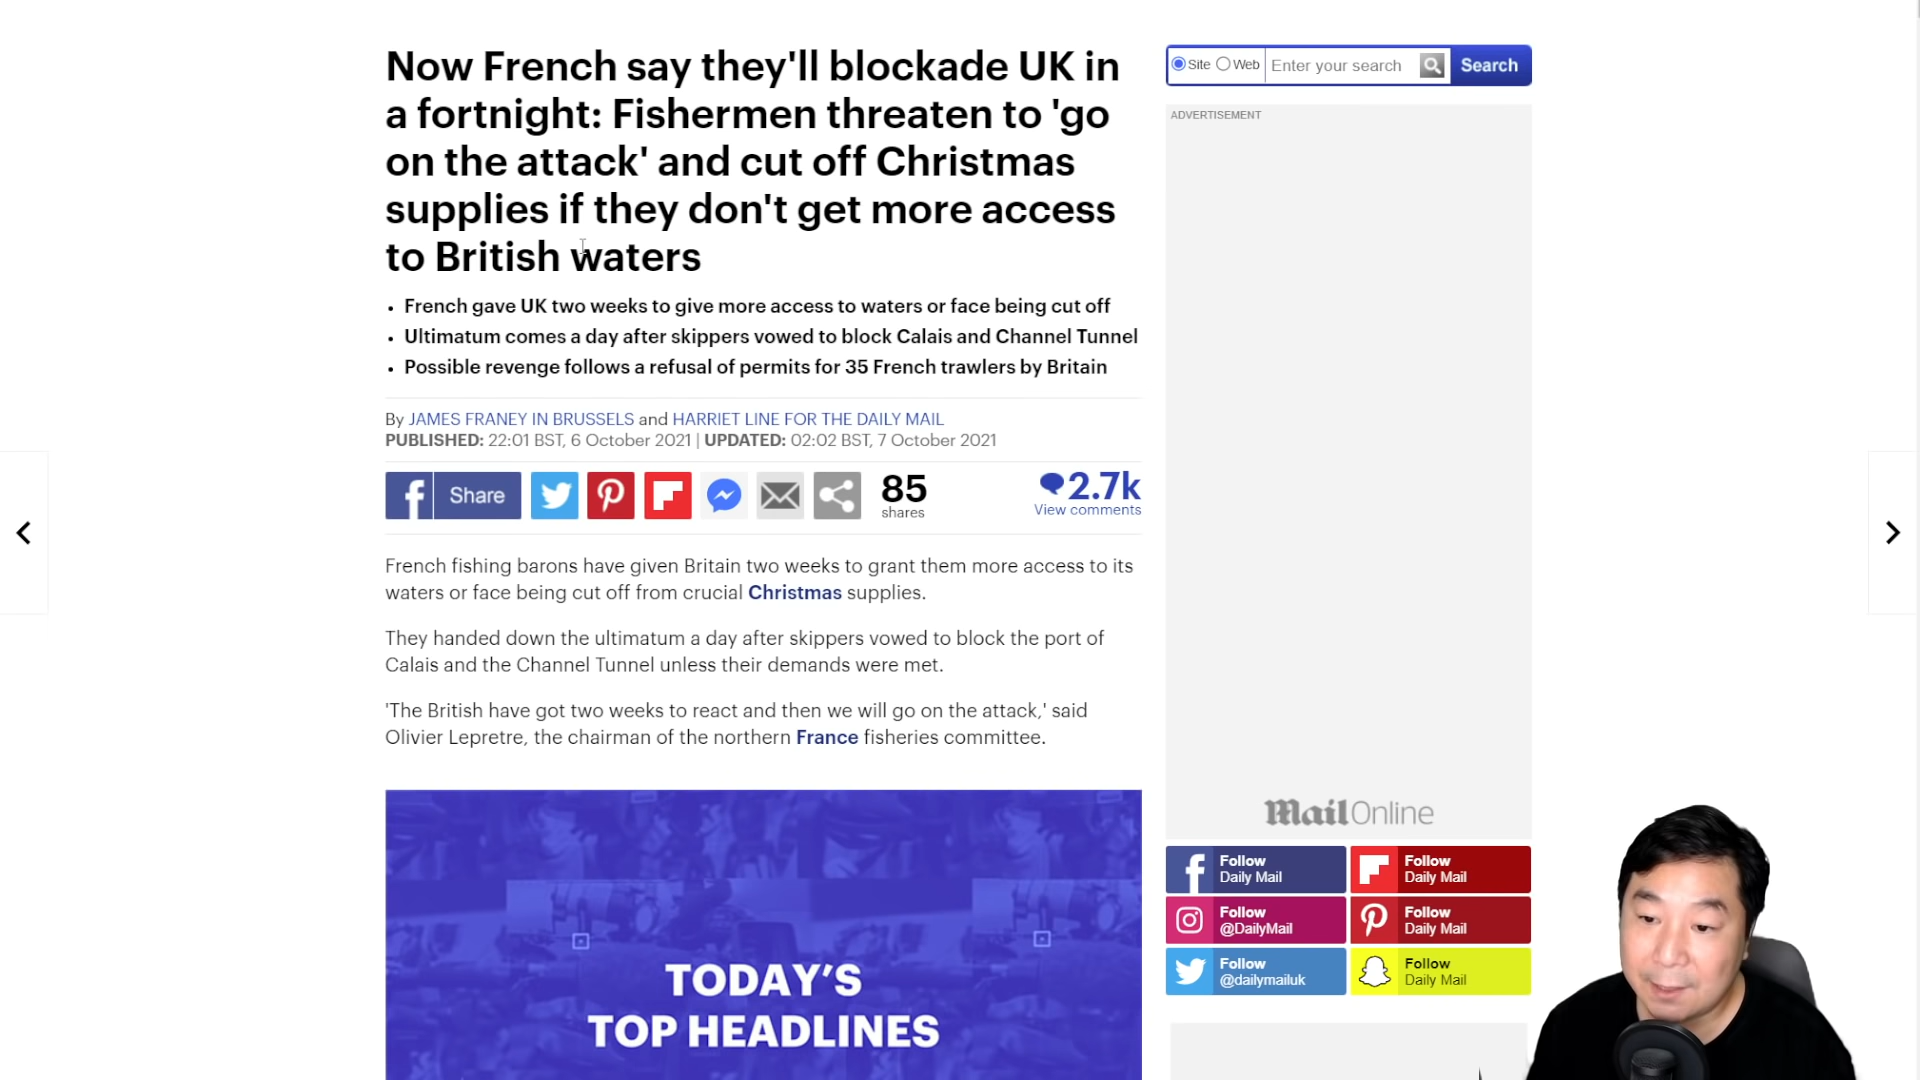 Now French say they'll blockade UK in
a fortnight: Fishermen threaten to 'go
on the attack' and cut off Christmas
supplies if they don't get more access
to British waters
• French gave UK two weeks to give more access to waters or face being cut off
• Ultimatum comes a day after skippers vowed to block Calais and Channel Tunnel
• Possible revenge follows a refusal of permits for 35 French trawlers by Britain
By JAMES FRANEY IN BRUSSELS and HARRIET LINE FOR THE DAILY MAIL
PUBLISHED: 22:01 BST, 6 October 2021 | UPDATED: 02:02 BST, 7 October 2021
Share
85
shares
2.7k
View comments
French fishing barons have given Britain two weeks to grant them more access to its
waters or face being cut off from crucial Christmas supplies.
They handed down the ultimatum a day after skippers vowed to block the port of
Calais and the Channel Tunnel unless their demands were met.
'The British have got two weeks to react and then we will go on the attack,' said
Olivier Lepretre, the chairman of the northern France fisheries committee.
TODAY'S
TOP HEADLINES
Site Web Enter your search Search
ADVERTISEMENT
MailOnline
Follow
Daily Mail
Follow
Daily Mail
Follow
@DailyMail
Follow
Daily Mail
Follow
@dailymailuk
Follow
Daily Mail